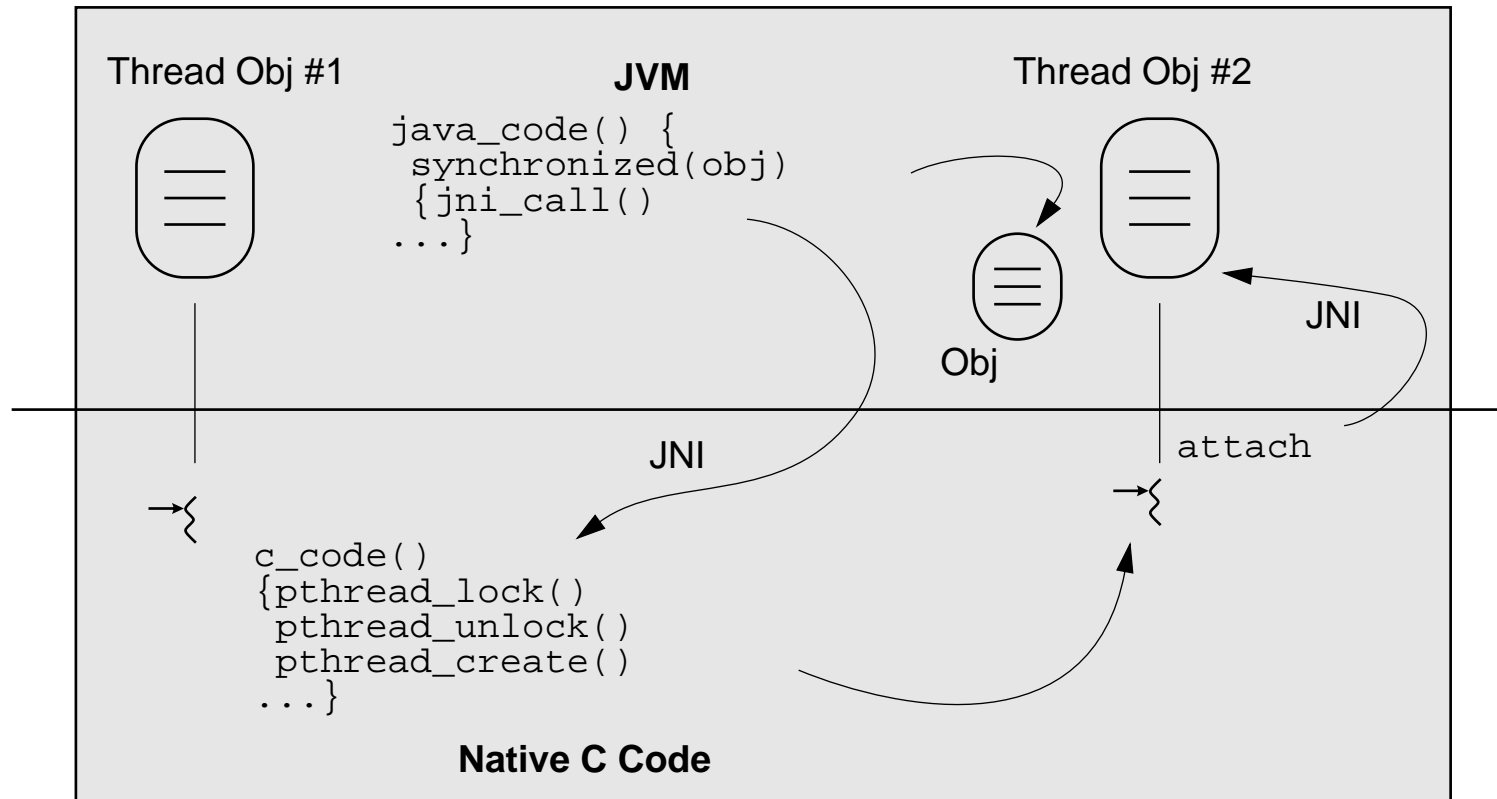 Thread Obj #1
JVM
Thread Obj #2
java_code() {
synchronized(obj)
{jni_call()
...}
Obj
JNI
attach
JNI
c_code()
{pthread_lock()
pthread_unlock()
pthread_create()
...}
Native C Code